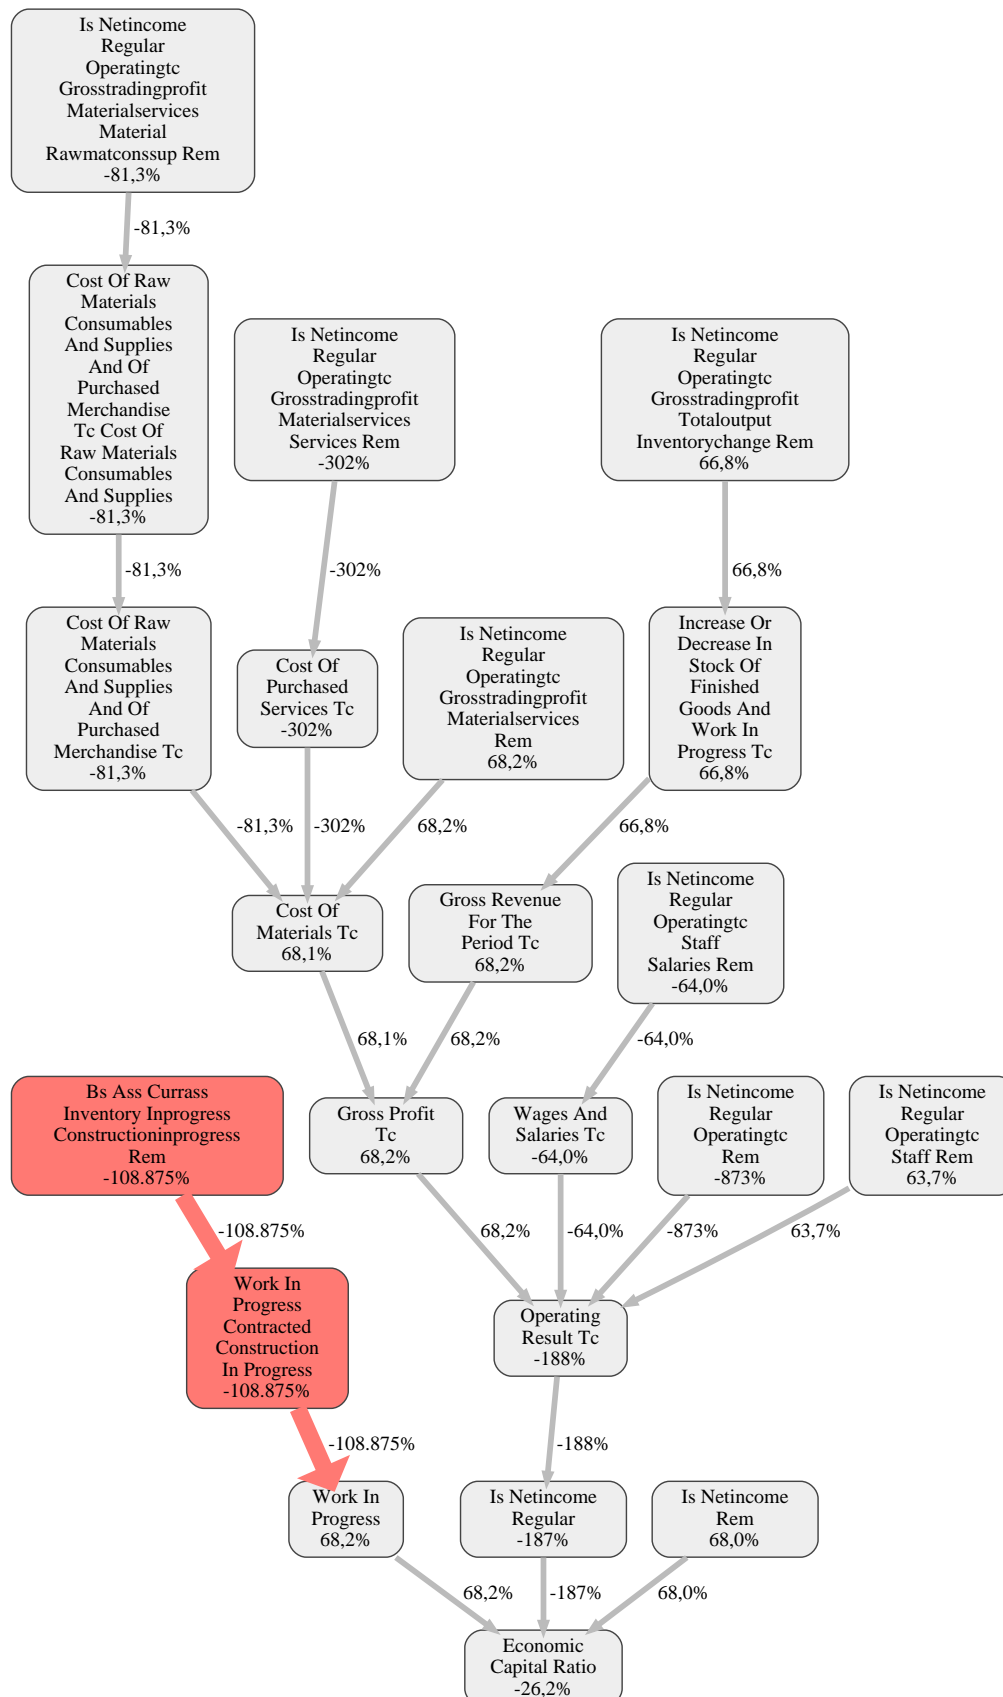 Is Netincome
Regular
Operatingtc
Grosstradingprofit
Materialservices
Material
Rawmatconssup Rem
-81,3%
-81,3%
Cost Of Raw
Materials
Consumables
And Supplies
And Of
Purchased
Merchandise
Tc Cost Of
Raw Materials
Consumables
And Supplies
-81,3%
Is Netincome
Regular
Operatingtc
Grosstradingprofit
Materialservices
Services Rem
-302%
Is Netincome
Regular
Operatingtc
Grosstradingprofit
Totaloutput
Inventorychange Rem
66,8%
-81,3%
-302%
66,8%
Cost Of Raw
Materials
Consumables
And Supplies
And Of
Purchased
Merchandise Tc
-81,3%
Cost Of
Purchased
Services Tc
-302%
Is Netincome
Regular
Operatingtc
Grosstradingprofit
Materialservices
Rem
68,2%
Increase Or
Decrease In
Stock Of
Finished
Goods And
Work In
Progress Tc
66,8%
-81,3%
-302%
68,2%
66,8%
Cost Of
Materials Tc
68,1%
Gross Revenue
For The
Period Tc
68,2%
Is Netincome
Regular
Operatingtc
Staff
Salaries Rem
-64,0%
68,1%
68,2%
-64,0%
Bs Ass Currass
Inventory Inprogress
Constructioninprogress
Rem
-108.875%
Gross Profit
Tc
68,2%
Wages And
Salaries Tc
-64,0%
Is Netincome
Regular
Operatingtc
Rem
-873%
Is Netincome
Regular
Operatingtc
Staff Rem
63,7%
-108.875%
68,2%
-64,0%
-873%
63,7%
Work In
Progress
Contracted
Construction
In Progress
-108.875%
Operating
Result Tc
-188%
-108.875%
-188%
Work In
Progress
68,2%
Is Netincome
Regular
-187%
Is Netincome
Rem
68,0%
68,2%
-187%
68,0%
Economic
Capital Ratio
-26,2%